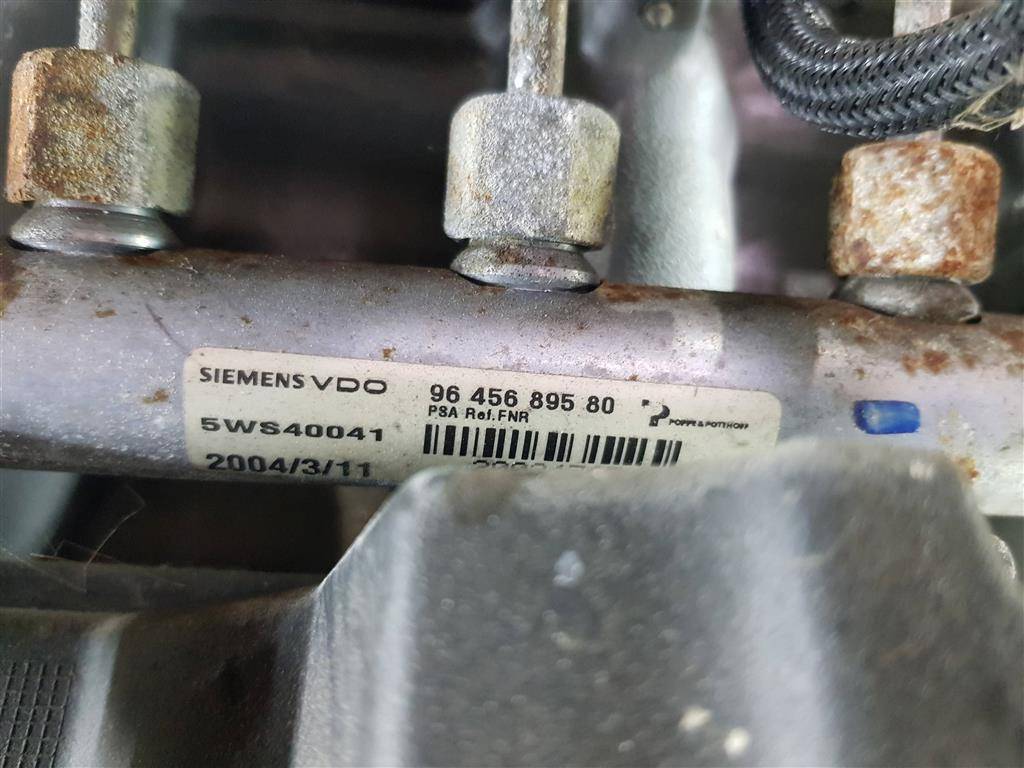 SIEMENS VDO
96 456 895 80
PSA Ref.FNR
POPPE & POTTHOFF
5WS40041
2004/3/11